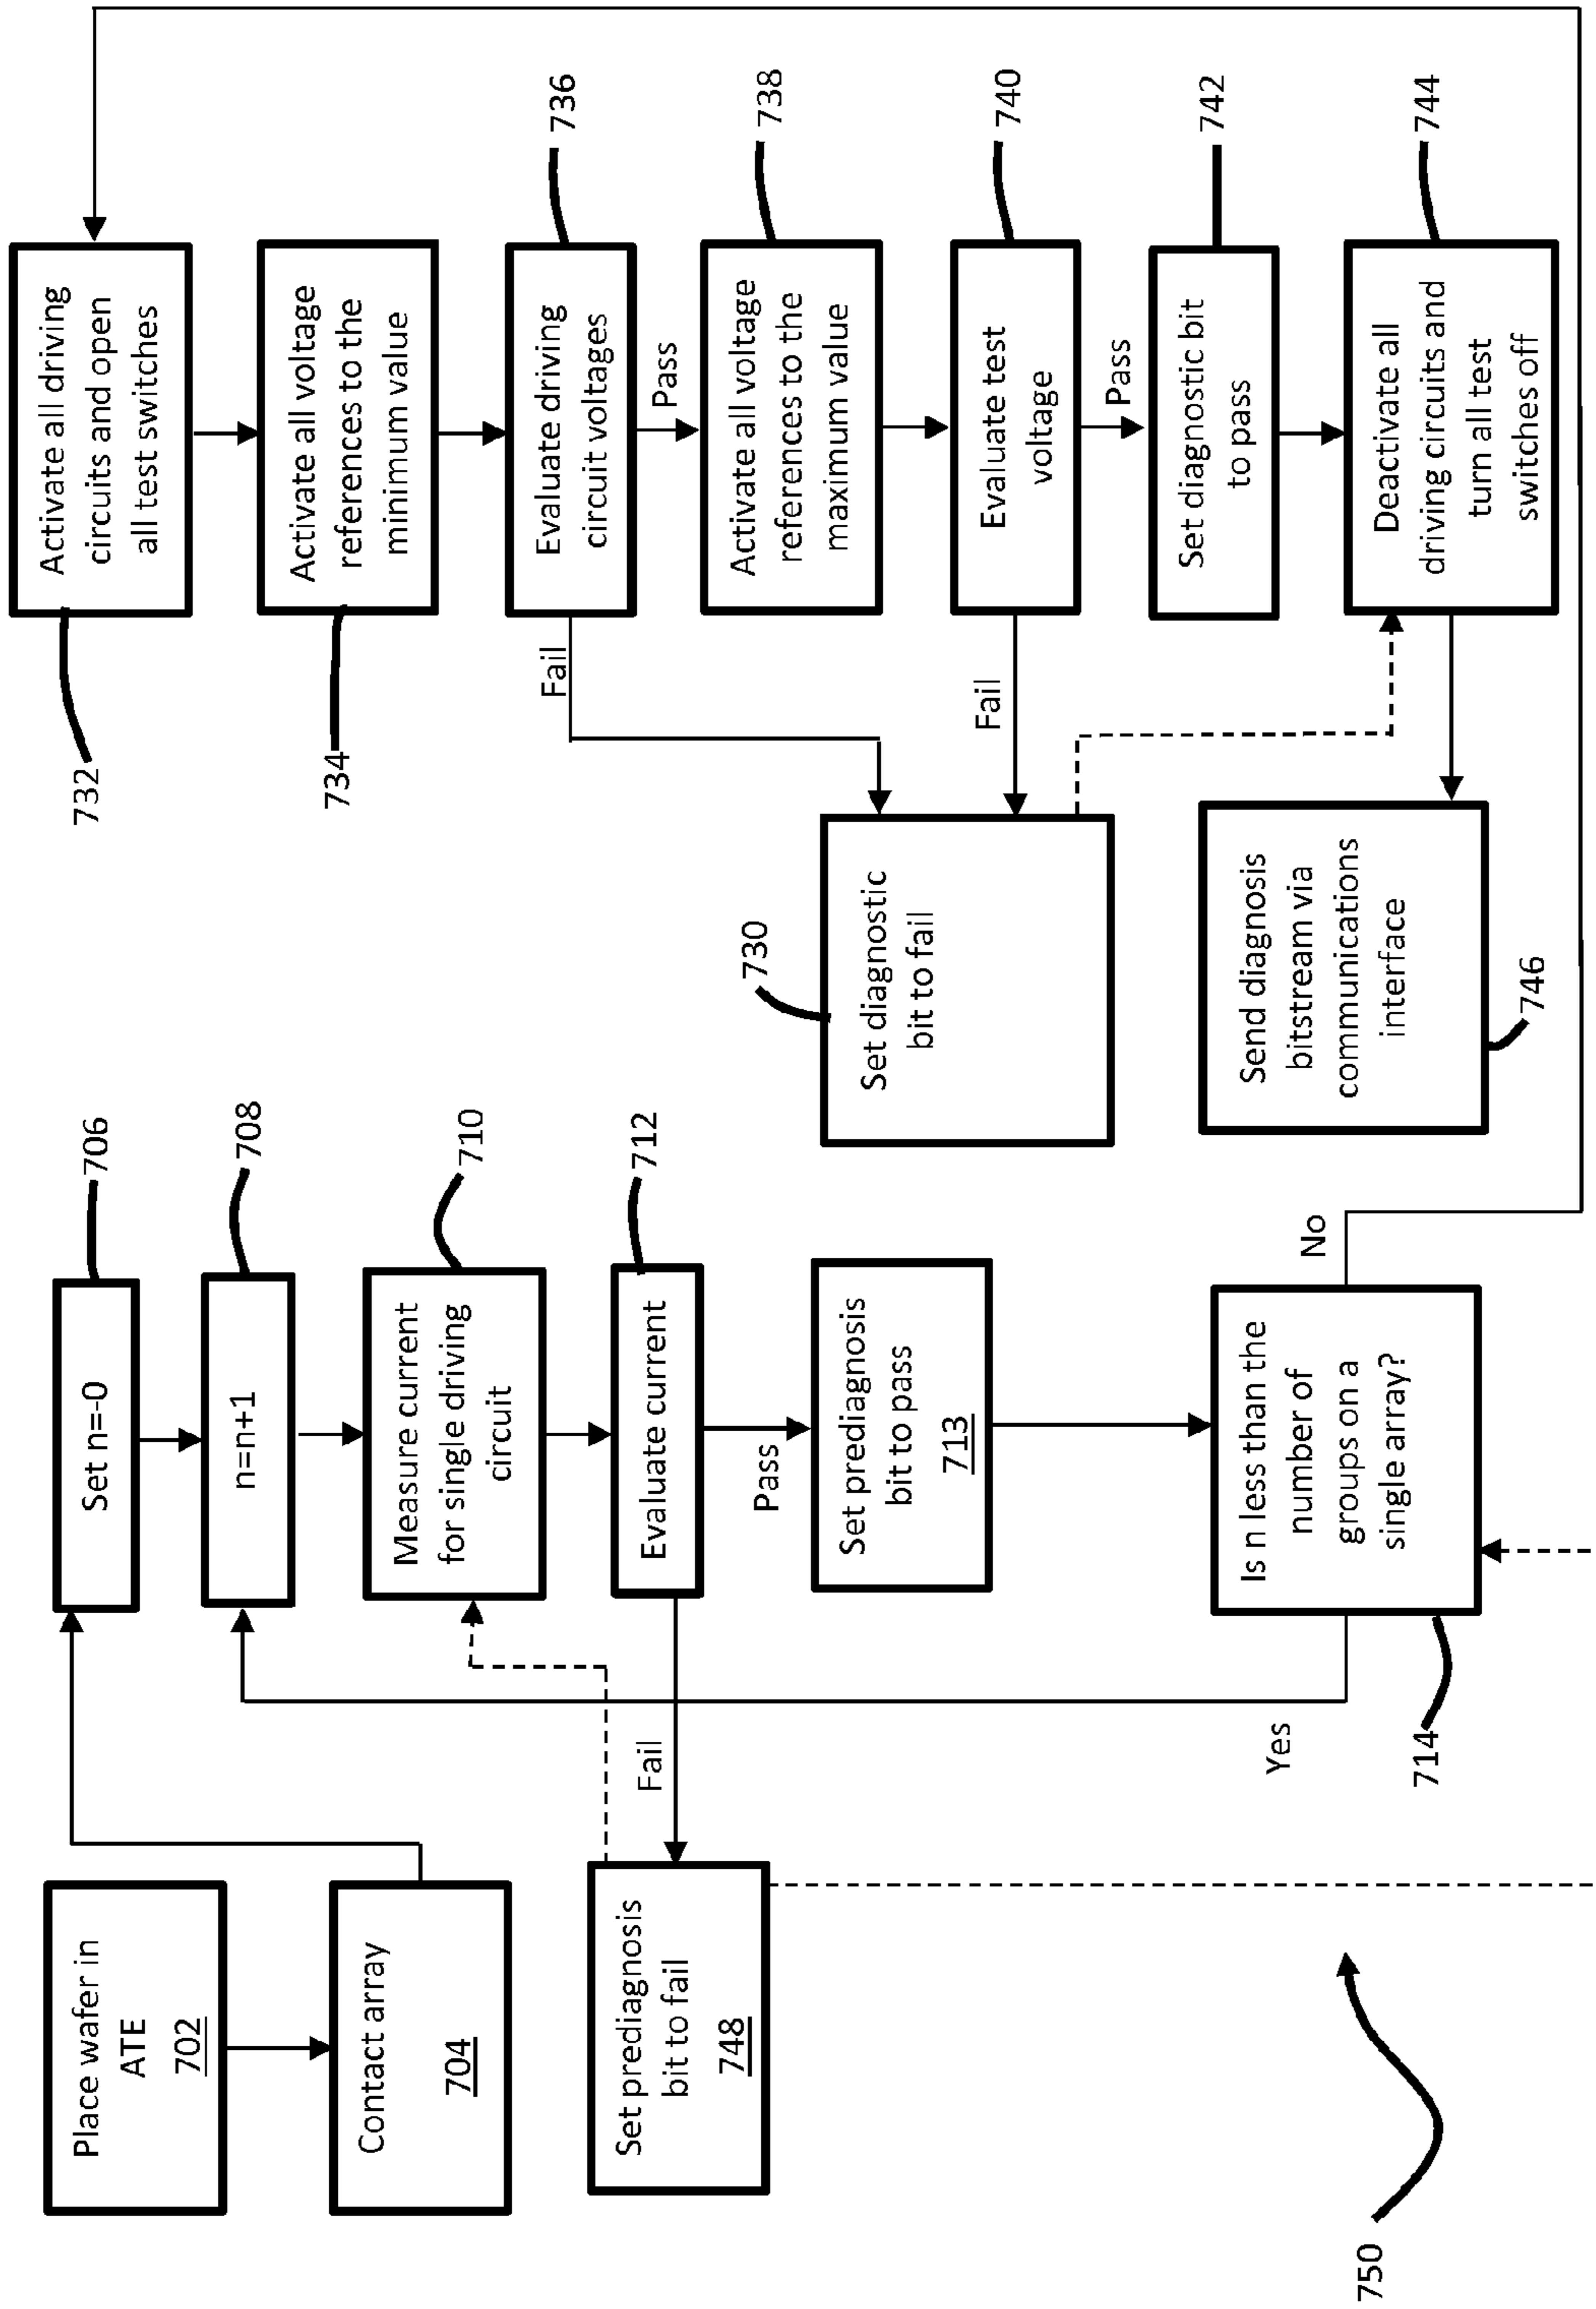 Place wafer in
ATE
702
Contact array
704
Set prediagnosis
bit to fail
748
750
706
Set n=-0
708
n=n+1
710
Measure current
for single driving
circuit
712
Evaluate current
Fail
Pass
Set prediagnosis
bit to pass
713
Is n less than the
number of
groups on a
single array?
Yes
No
714
730
Set diagnostic
bit to fail
Send diagnosis
bitstream via
communications
interface
746
732
Activate all driving
circuits and open
all test switches
734
Activate all voltage
references to the
minimum value
736
Evaluate driving
circuit voltages
Fail
Pass
738
Activate all voltage
references to the
maximum value
740
Evaluate test
voltage
Fail
Pass
742
Set diagnostic bit
to pass
744
Deactivate all
driving circuits and
turn all test
switches off